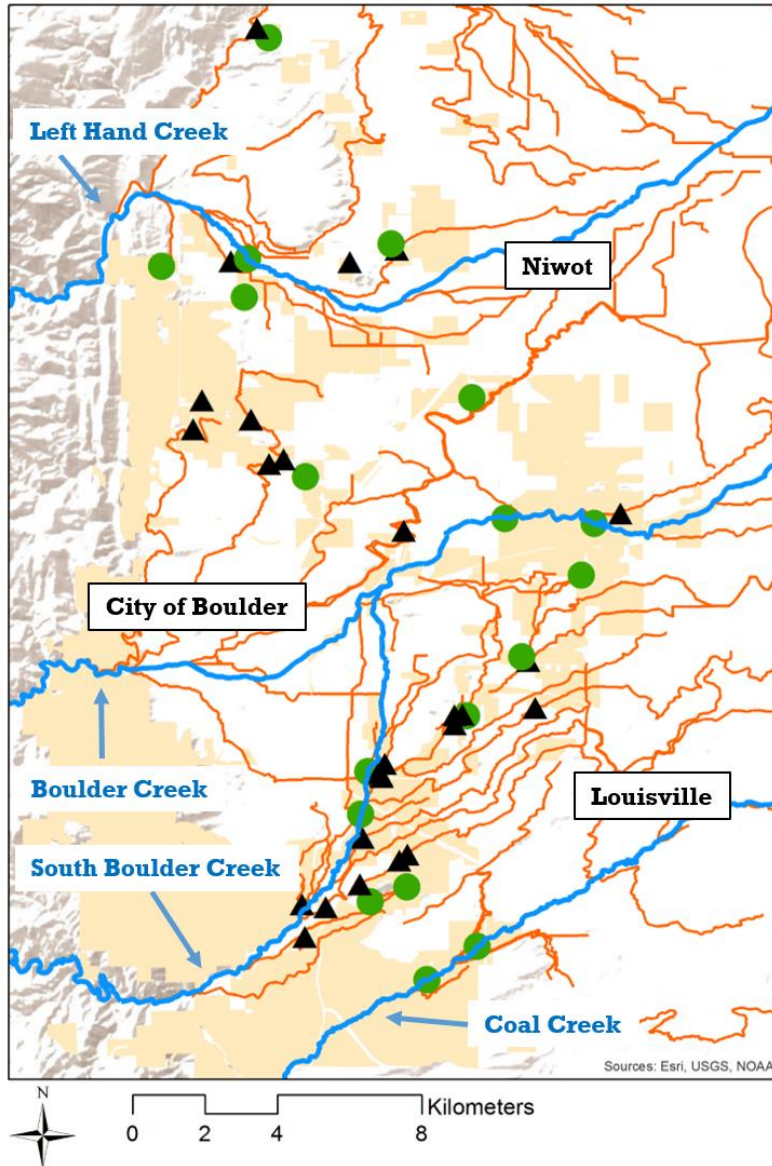 Left Hand Creek
Niwot
City of Boulder
Boulder Creek
Louisville
South Boulder Creek
Coal Creek
Sources: Esri, USGS, NOAA
N
Kilometers
0 2 4 8